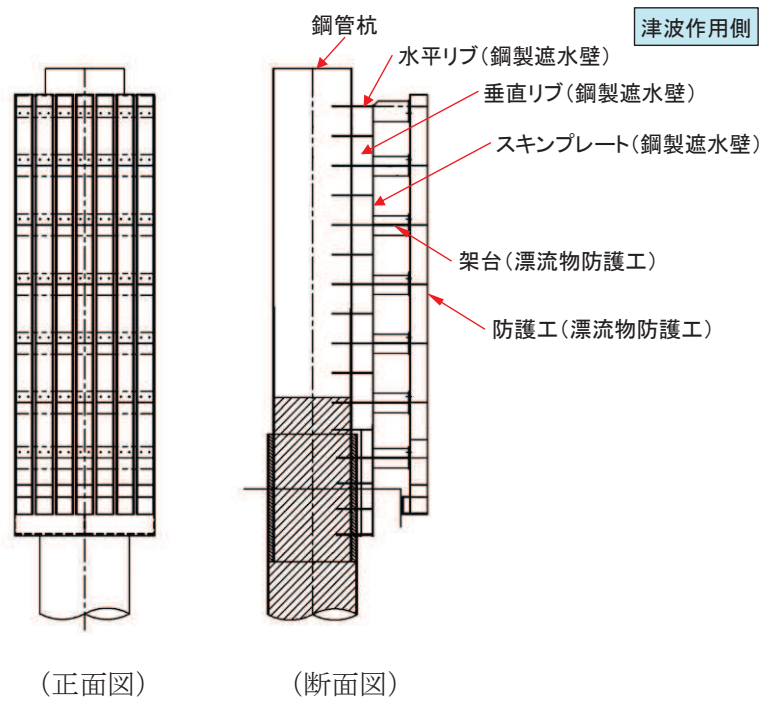 津波作用側
鋼管杭
水平リブ(鋼製遮水壁)
垂直リブ(鋼製遮水壁)
スキンプレート(鋼製遮水壁)
架台(漂流物防護工)
防護工(漂流物防護工)
(正面図)
(断面図)